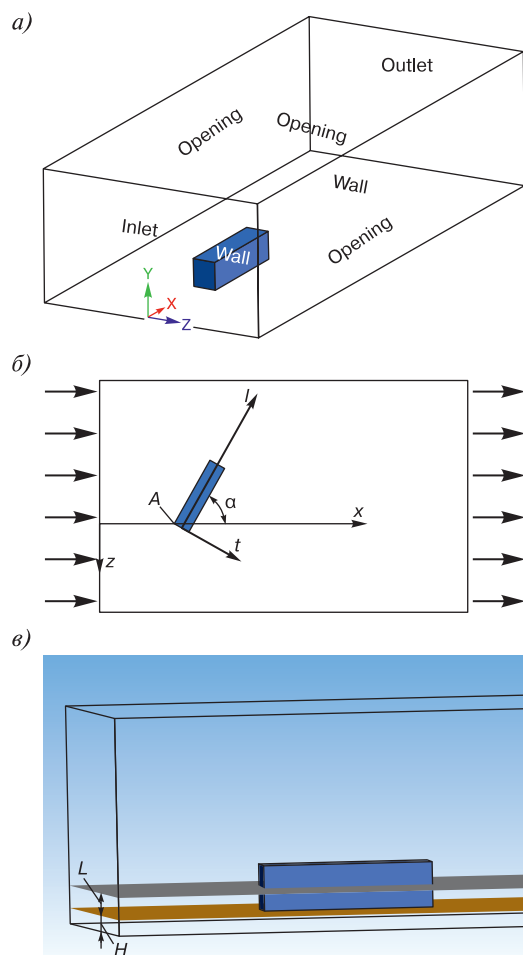 а)
Outlet
Opening
Opening
Wall
Inlet
Wall
Opening
Y
X
Z
б)
l
A
α
x
t
z
в)
L
H